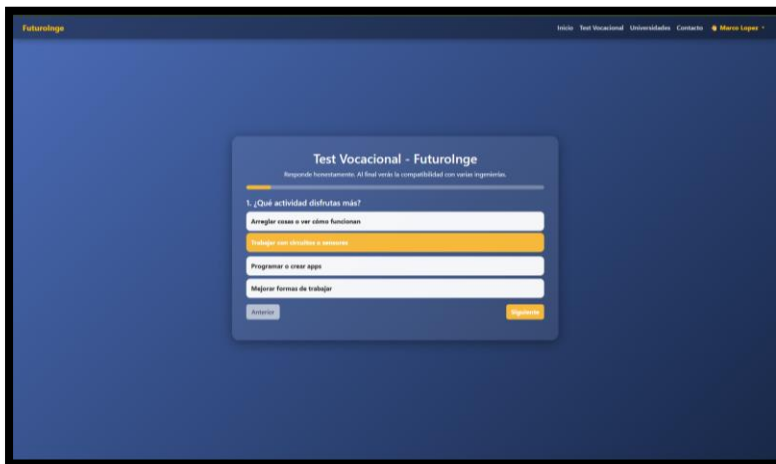 FuturoInge
Inicio Test Vocacional Universidades Contacto Marco Lopez
Test Vocacional - FuturoInge
Responde honestamente. Al final verás la compatibilidad con varias ingenierías.
1. ¿Qué actividad disfrutas más?
Arreglar cosas o ver cómo funcionan
Trabajar con circuitos o sensores
Programar o crear apps
Mejorar formas de trabajar
Anterior
Siguiente